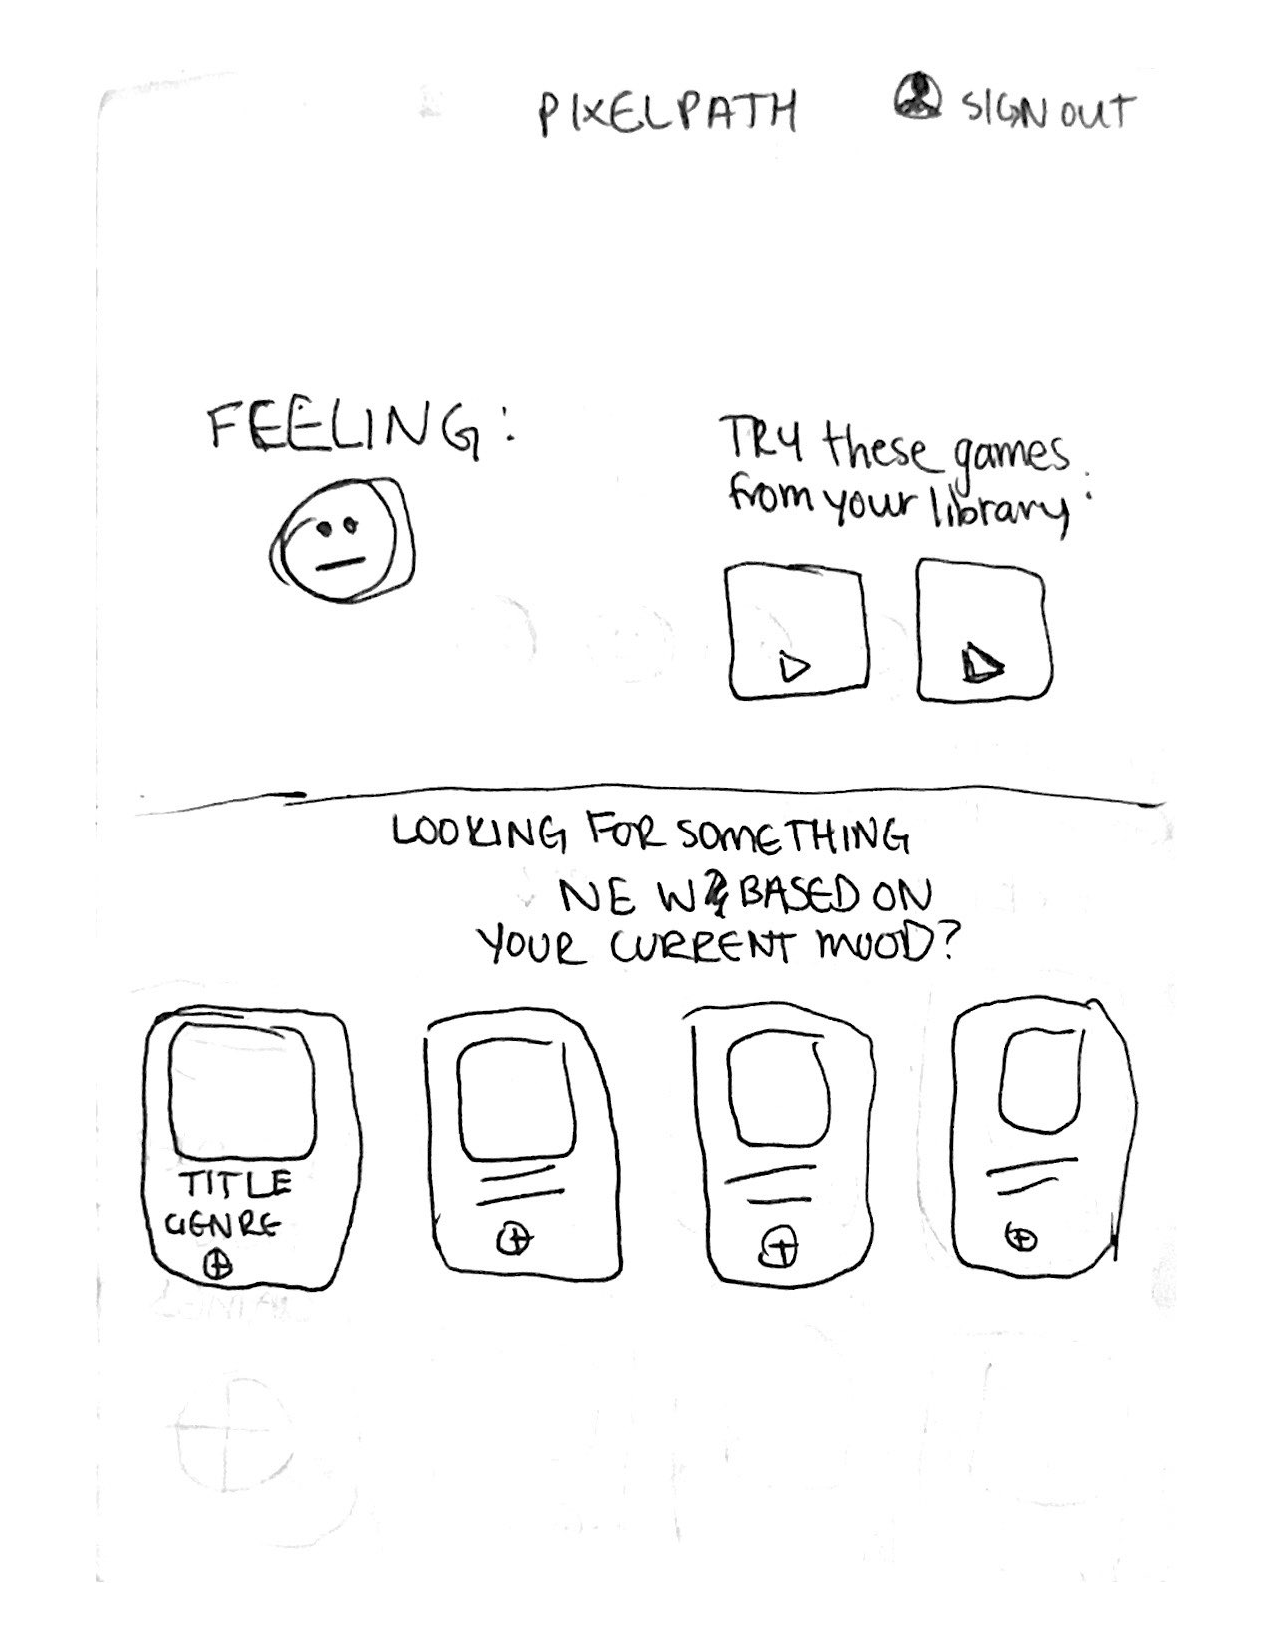 PIXELPATH SIGN OUT
FEELING:
TRY these games
from your library:
LOOKING FOR SOMETHING
NEW BASED ON
YOUR CURRENT MOOD?
TITLE
GENRE